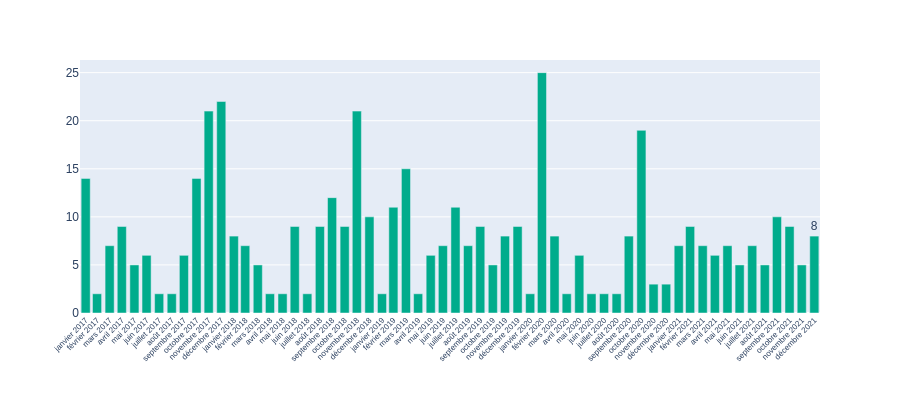 25
20
15
10
5
0
8
janvier 2017
février 2017
mars 2017
avril 2017
mai 2017
juin 2017
juillet 2017
août 2017
septembre 2017
octobre 2017
novembre 2017
décembre 2017
janvier 2018
février 2018
mars 2018
avril 2018
mai 2018
juin 2018
juillet 2018
août 2018
septembre 2018
octobre 2018
novembre 2018
décembre 2018
janvier 2019
février 2019
mars 2019
avril 2019
mai 2019
juin 2019
juillet 2019
août 2019
septembre 2019
octobre 2019
novembre 2019
décembre 2019
janvier 2020
février 2020
mars 2020
avril 2020
mai 2020
juin 2020
juillet 2020
août 2020
septembre 2020
octobre 2020
novembre 2020
décembre 2020
janvier 2021
février 2021
mars 2021
avril 2021
mai 2021
juin 2021
juillet 2021
août 2021
septembre 2021
octobre 2021
novembre 2021
décembre 2021